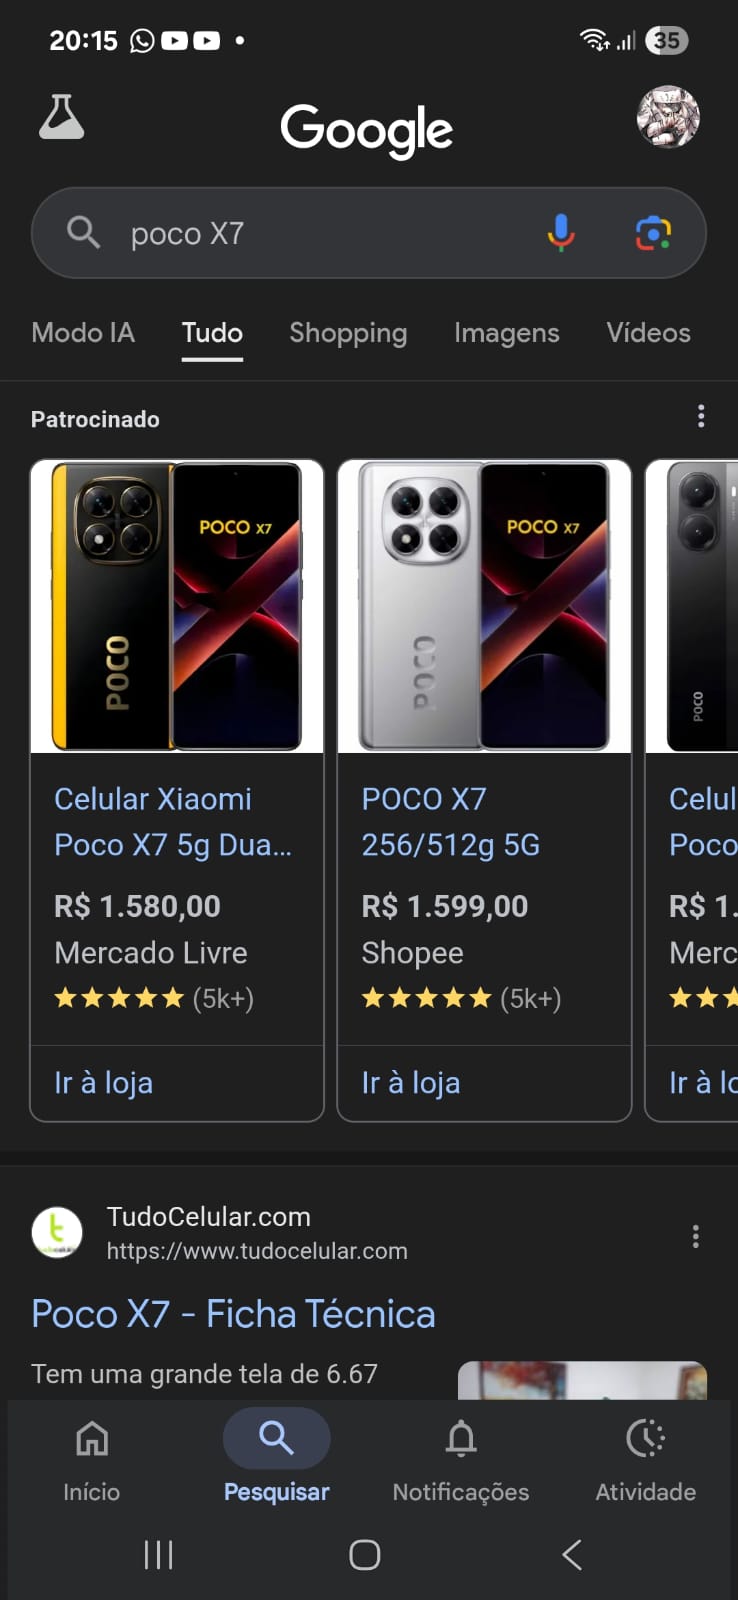 20:15
35
Google
poco X7
Modo IA Tudo Shopping Imagens Vídeos
Patrocinado
POCO X7
POCO
POCO X7
POCO
POCO
Celular Xiaomi
Poco X7 5g Dua...
R$ 1.580,00
Mercado Livre
(5k+)
Ir à loja
POCO X7
256/512g 5G
R$ 1.599,00
Shopee
(5k+)
Ir à loja
Celul
Poco
R$ 1.
Merc
Ir à lo
TudoCelular.com
https://www.tudocelular.com
Poco X7 - Ficha Técnica
Tem uma grande tela de 6.67
Início Pesquisar Notificações Atividade